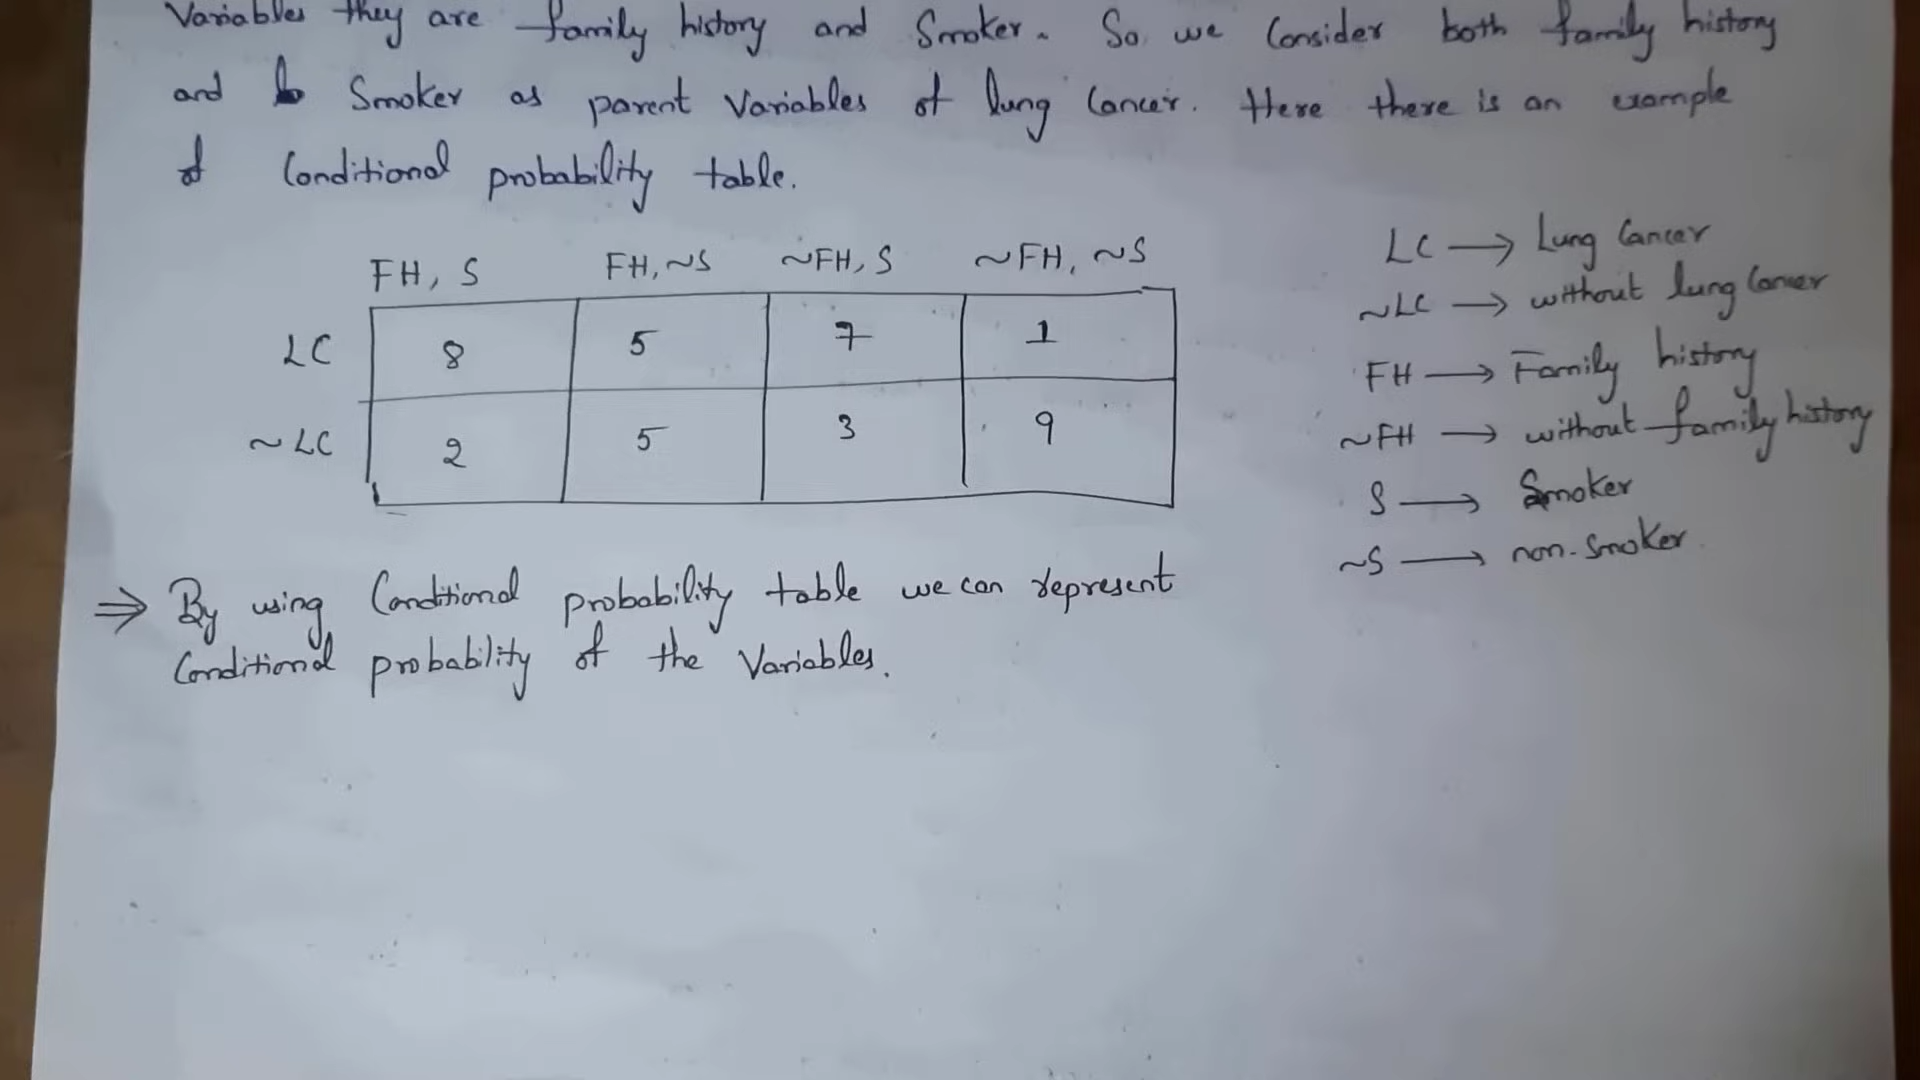 Variables they are family history and Smoker. So we Consider both family history
and Smoker as parent Variables of lung Cancer. Here there is an example
of Conditional probability table.
FH, S FH, ~S ~FH, S ~FH, ~S
LC 8 5 7 1
~LC 2 5 3 9
LC → Lung Cancer
~LC → without lung Cancer
FH → Family history
~FH → without family history
S → Smoker
~S → non-smoker
⇒ By using Conditional probability table we can represent
Conditional probability of the Variables.